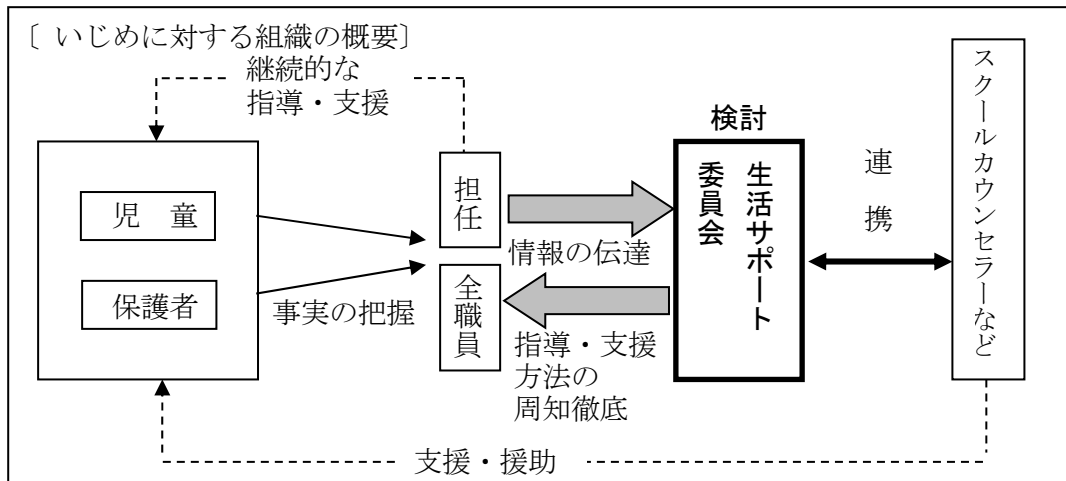 〔 いじめに対する組織の概要〕
継続的な
指導・支援
児　童
保護者
事実の把握
担任
全職員
情報の伝達
指導・支援
方法の
周知徹底
検討
生活サポート
委員会
連携
スクールカウンセラーなど
支援・援助